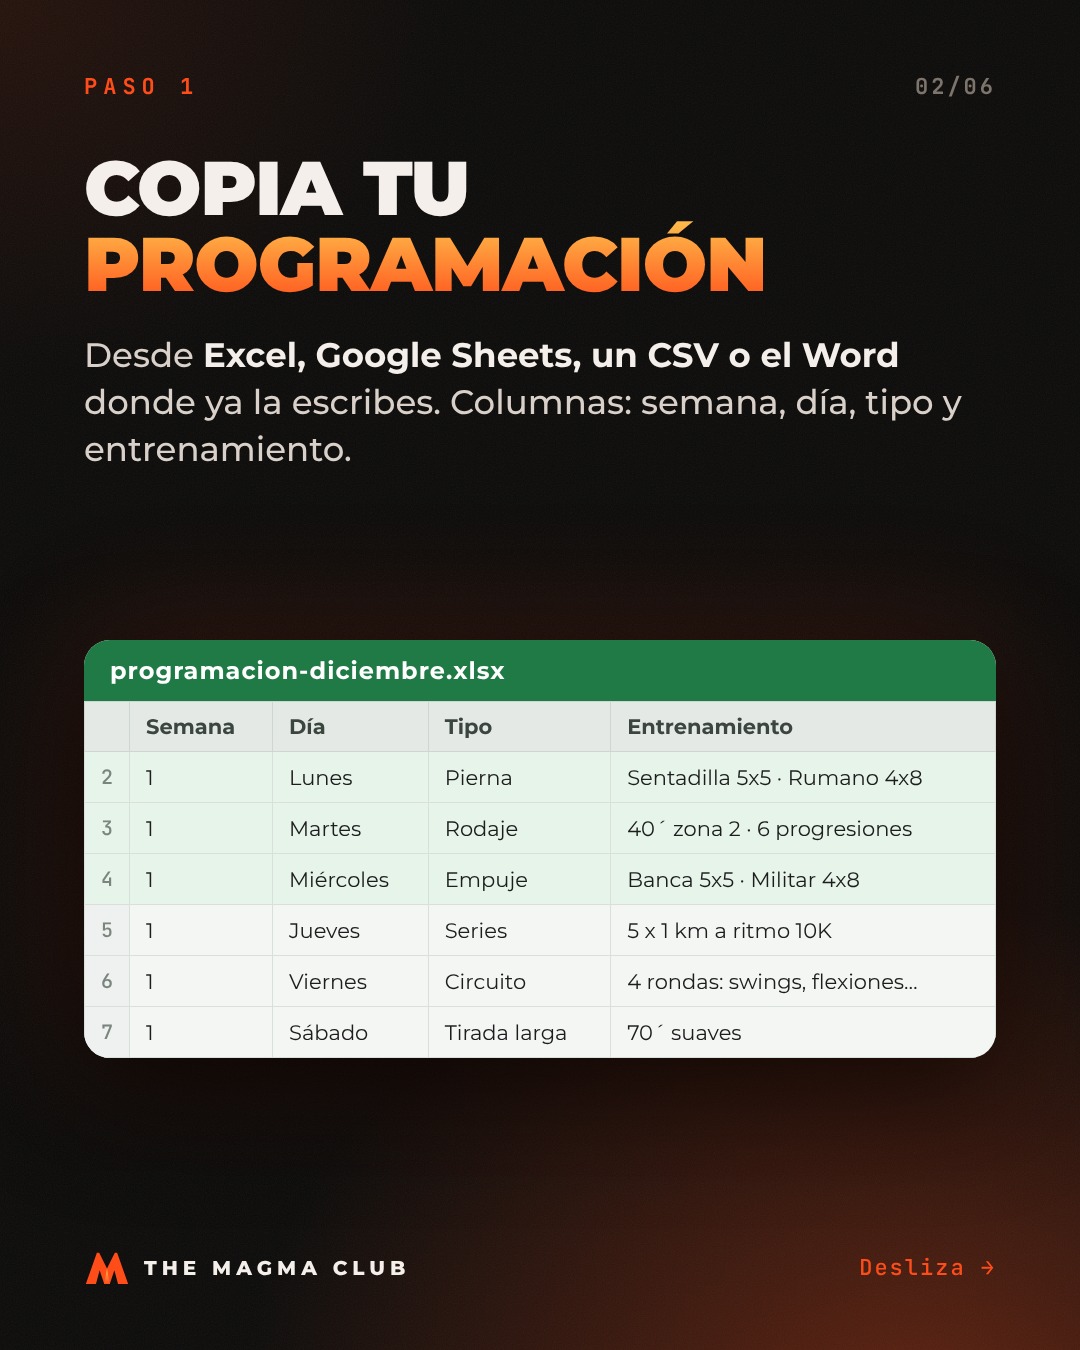 PASO 1
02/06
COPIA TU
PROGRAMACIÓN
Desde Excel, Google Sheets, un CSV o el Word
donde ya la escribes. Columnas: semana, día, tipo y
entrenamiento.
programacion-diciembre.xlsx
Semana Día Tipo Entrenamiento
2 1 Lunes Pierna Sentadilla 5x5 · Rumano 4x8
3 1 Martes Rodaje 40´ zona 2 · 6 progresiones
4 1 Miércoles Empuje Banca 5x5 · Militar 4x8
5 1 Jueves Series 5 x 1 km a ritmo 10K
6 1 Viernes Circuito 4 rondas: swings, flexiones...
7 1 Sábado Tirada larga 70´ suaves
THE MAGMA CLUB
Desliza →